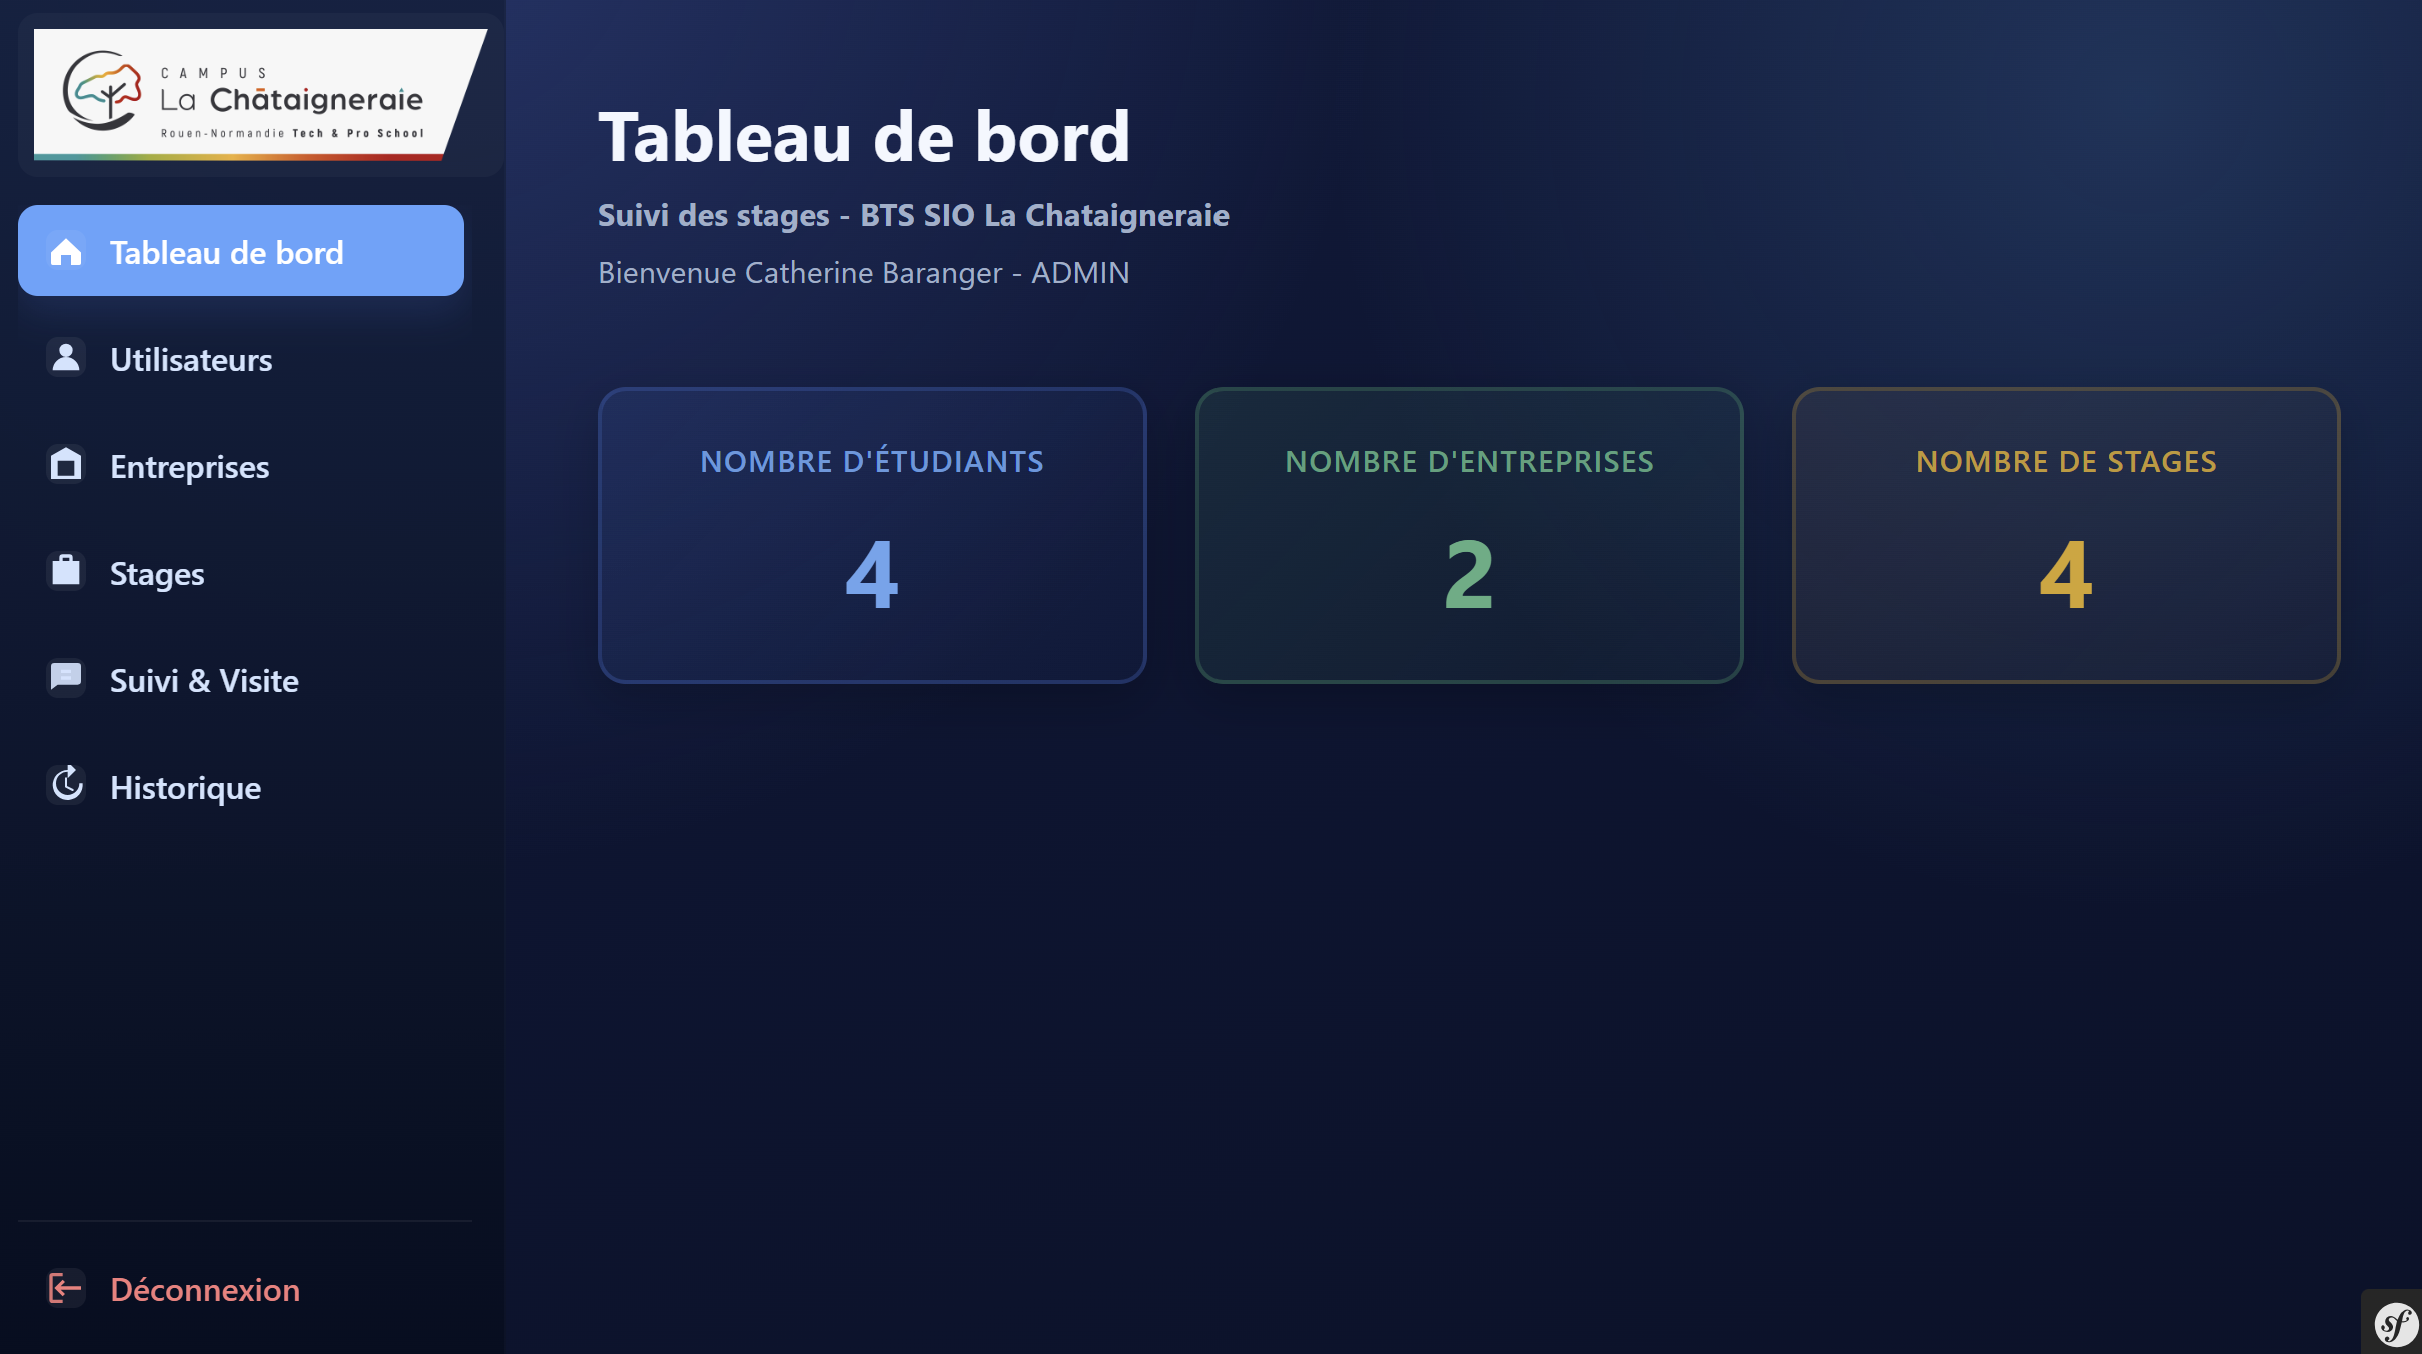 CAMPUS
La Châtaigneraie
Rouen-Normandie Tech & Pro School
Tableau de bord
Utilisateurs
Entreprises
Stages
Suivi & Visite
Historique
Déconnexion
Tableau de bord
Suivi des stages - BTS SIO La Chataigneraie
Bienvenue Catherine Baranger - ADMIN
NOMBRE D'ÉTUDIANTS
4
NOMBRE D'ENTREPRISES
2
NOMBRE DE STAGES
4
sf